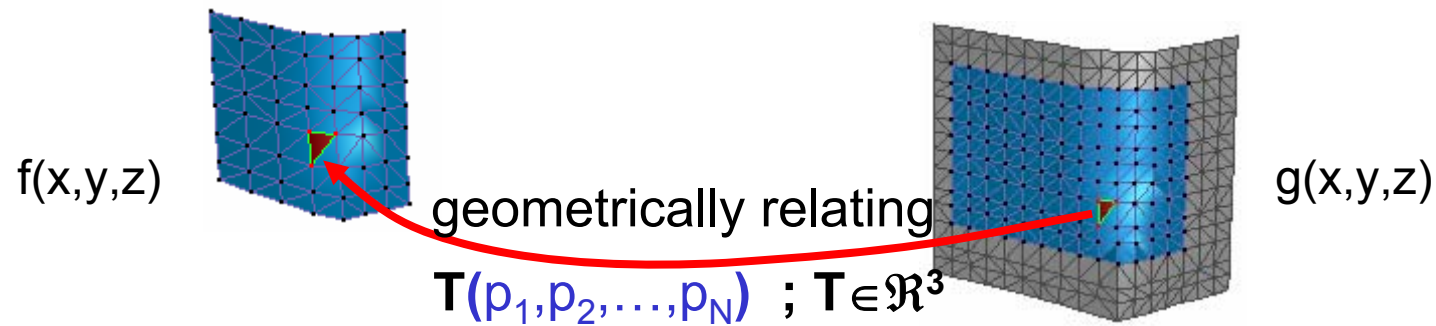 f(x,y,z)
g(x,y,z)
geometrically relating
T(p₁,p₂,…,pN) ; T∈ℜ³